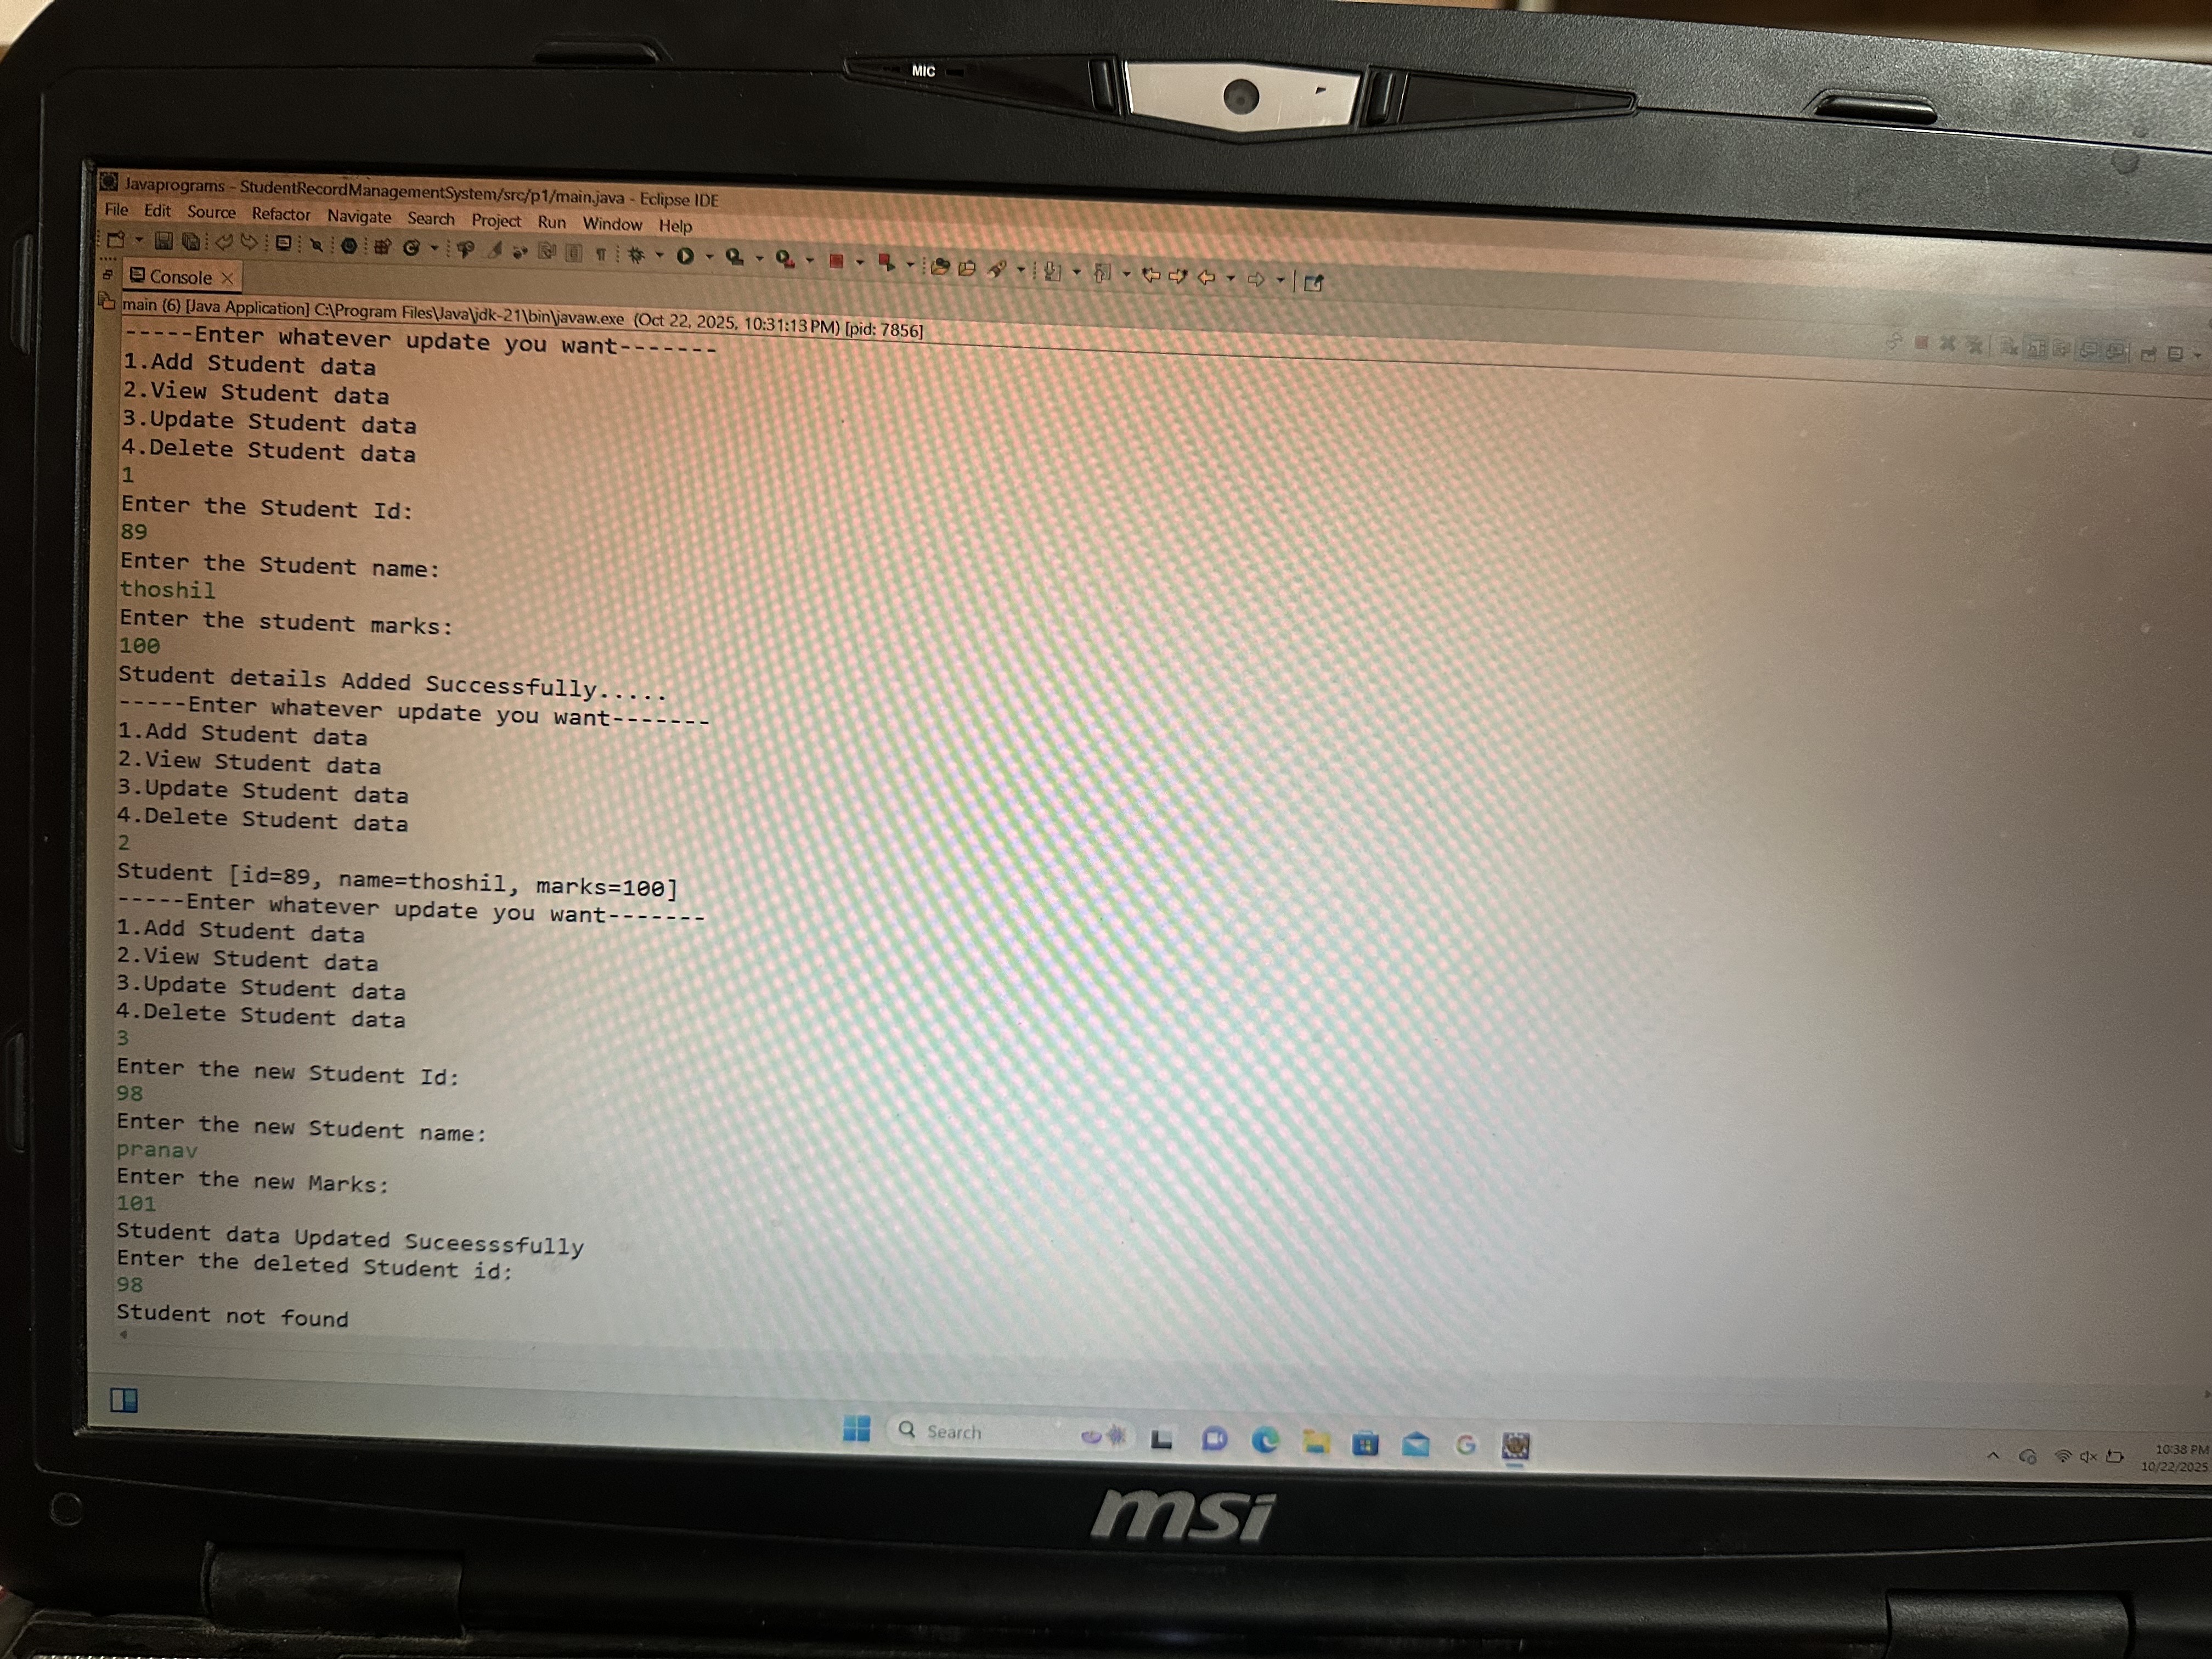 MIC
Javaprograms - StudentRecordManagementSystem/src/p1/main.java - Eclipse IDE
File Edit Source Refactor Navigate Search Project Run Window Help
Console
main (6) [Java Application] C:\Program Files\Java\jdk-21\bin\javaw.exe (Oct 22, 2025, 10:31:13 PM) [pid: 7856]
-----Enter whatever update you want-------
1.Add Student data
2.View Student data
3.Update Student data
4.Delete Student data
1
Enter the Student Id:
89
Enter the Student name:
thoshil
Enter the student marks:
100
Student details Added Successfully.....
-----Enter whatever update you want-------
1.Add Student data
2.View Student data
3.Update Student data
4.Delete Student data
2
Student [id=89, name=thoshil, marks=100]
-----Enter whatever update you want-------
1.Add Student data
2.View Student data
3.Update Student data
4.Delete Student data
3
Enter the new Student Id:
98
Enter the new Student name:
pranav
Enter the new Marks:
101
Student data Updated Suceesssfully
Enter the deleted Student id:
98
Student not found
Search
10:38 PM
10/22/2025
msi